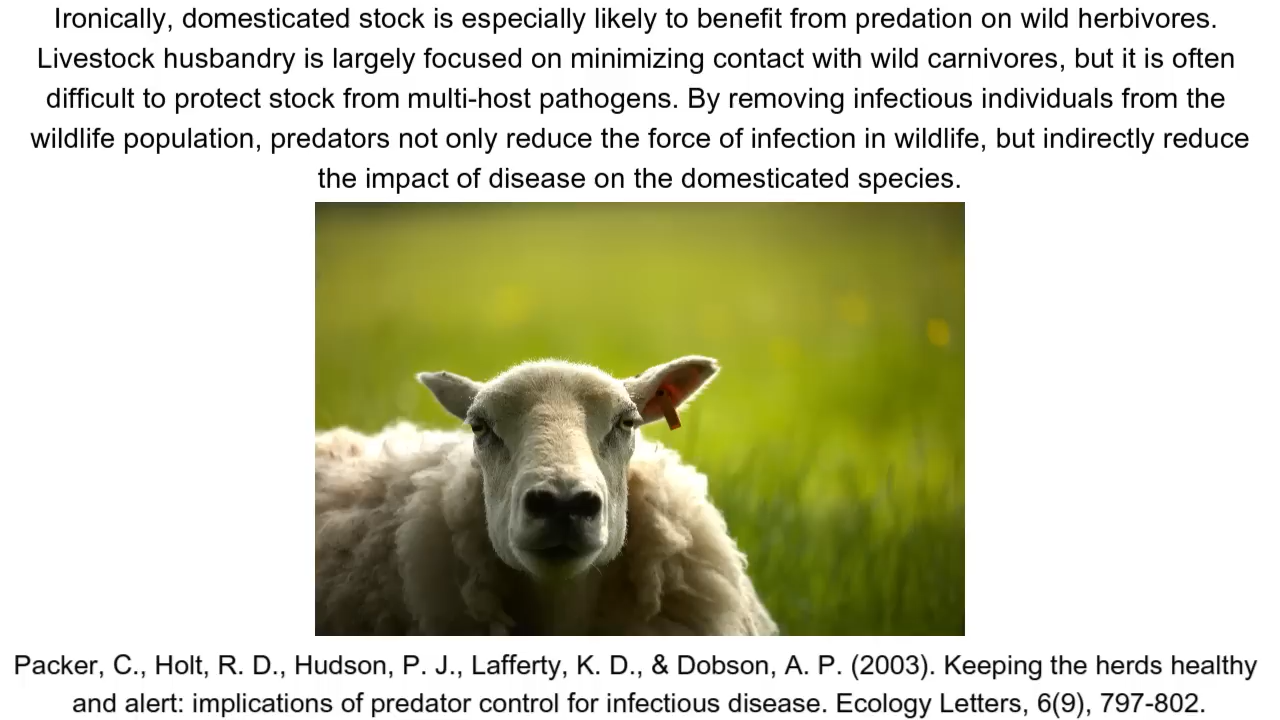 Ironically, domesticated stock is especially likely to benefit from predation on wild herbivores.
Livestock husbandry is largely focused on minimizing contact with wild carnivores, but it is often
difficult to protect stock from multi-host pathogens. By removing infectious individuals from the
wildlife population, predators not only reduce the force of infection in wildlife, but indirectly reduce
the impact of disease on the domesticated species.
Packer, C., Holt, R. D., Hudson, P. J., Lafferty, K. D., & Dobson, A. P. (2003). Keeping the herds healthy
and alert: implications of predator control for infectious disease. Ecology Letters, 6(9), 797-802.